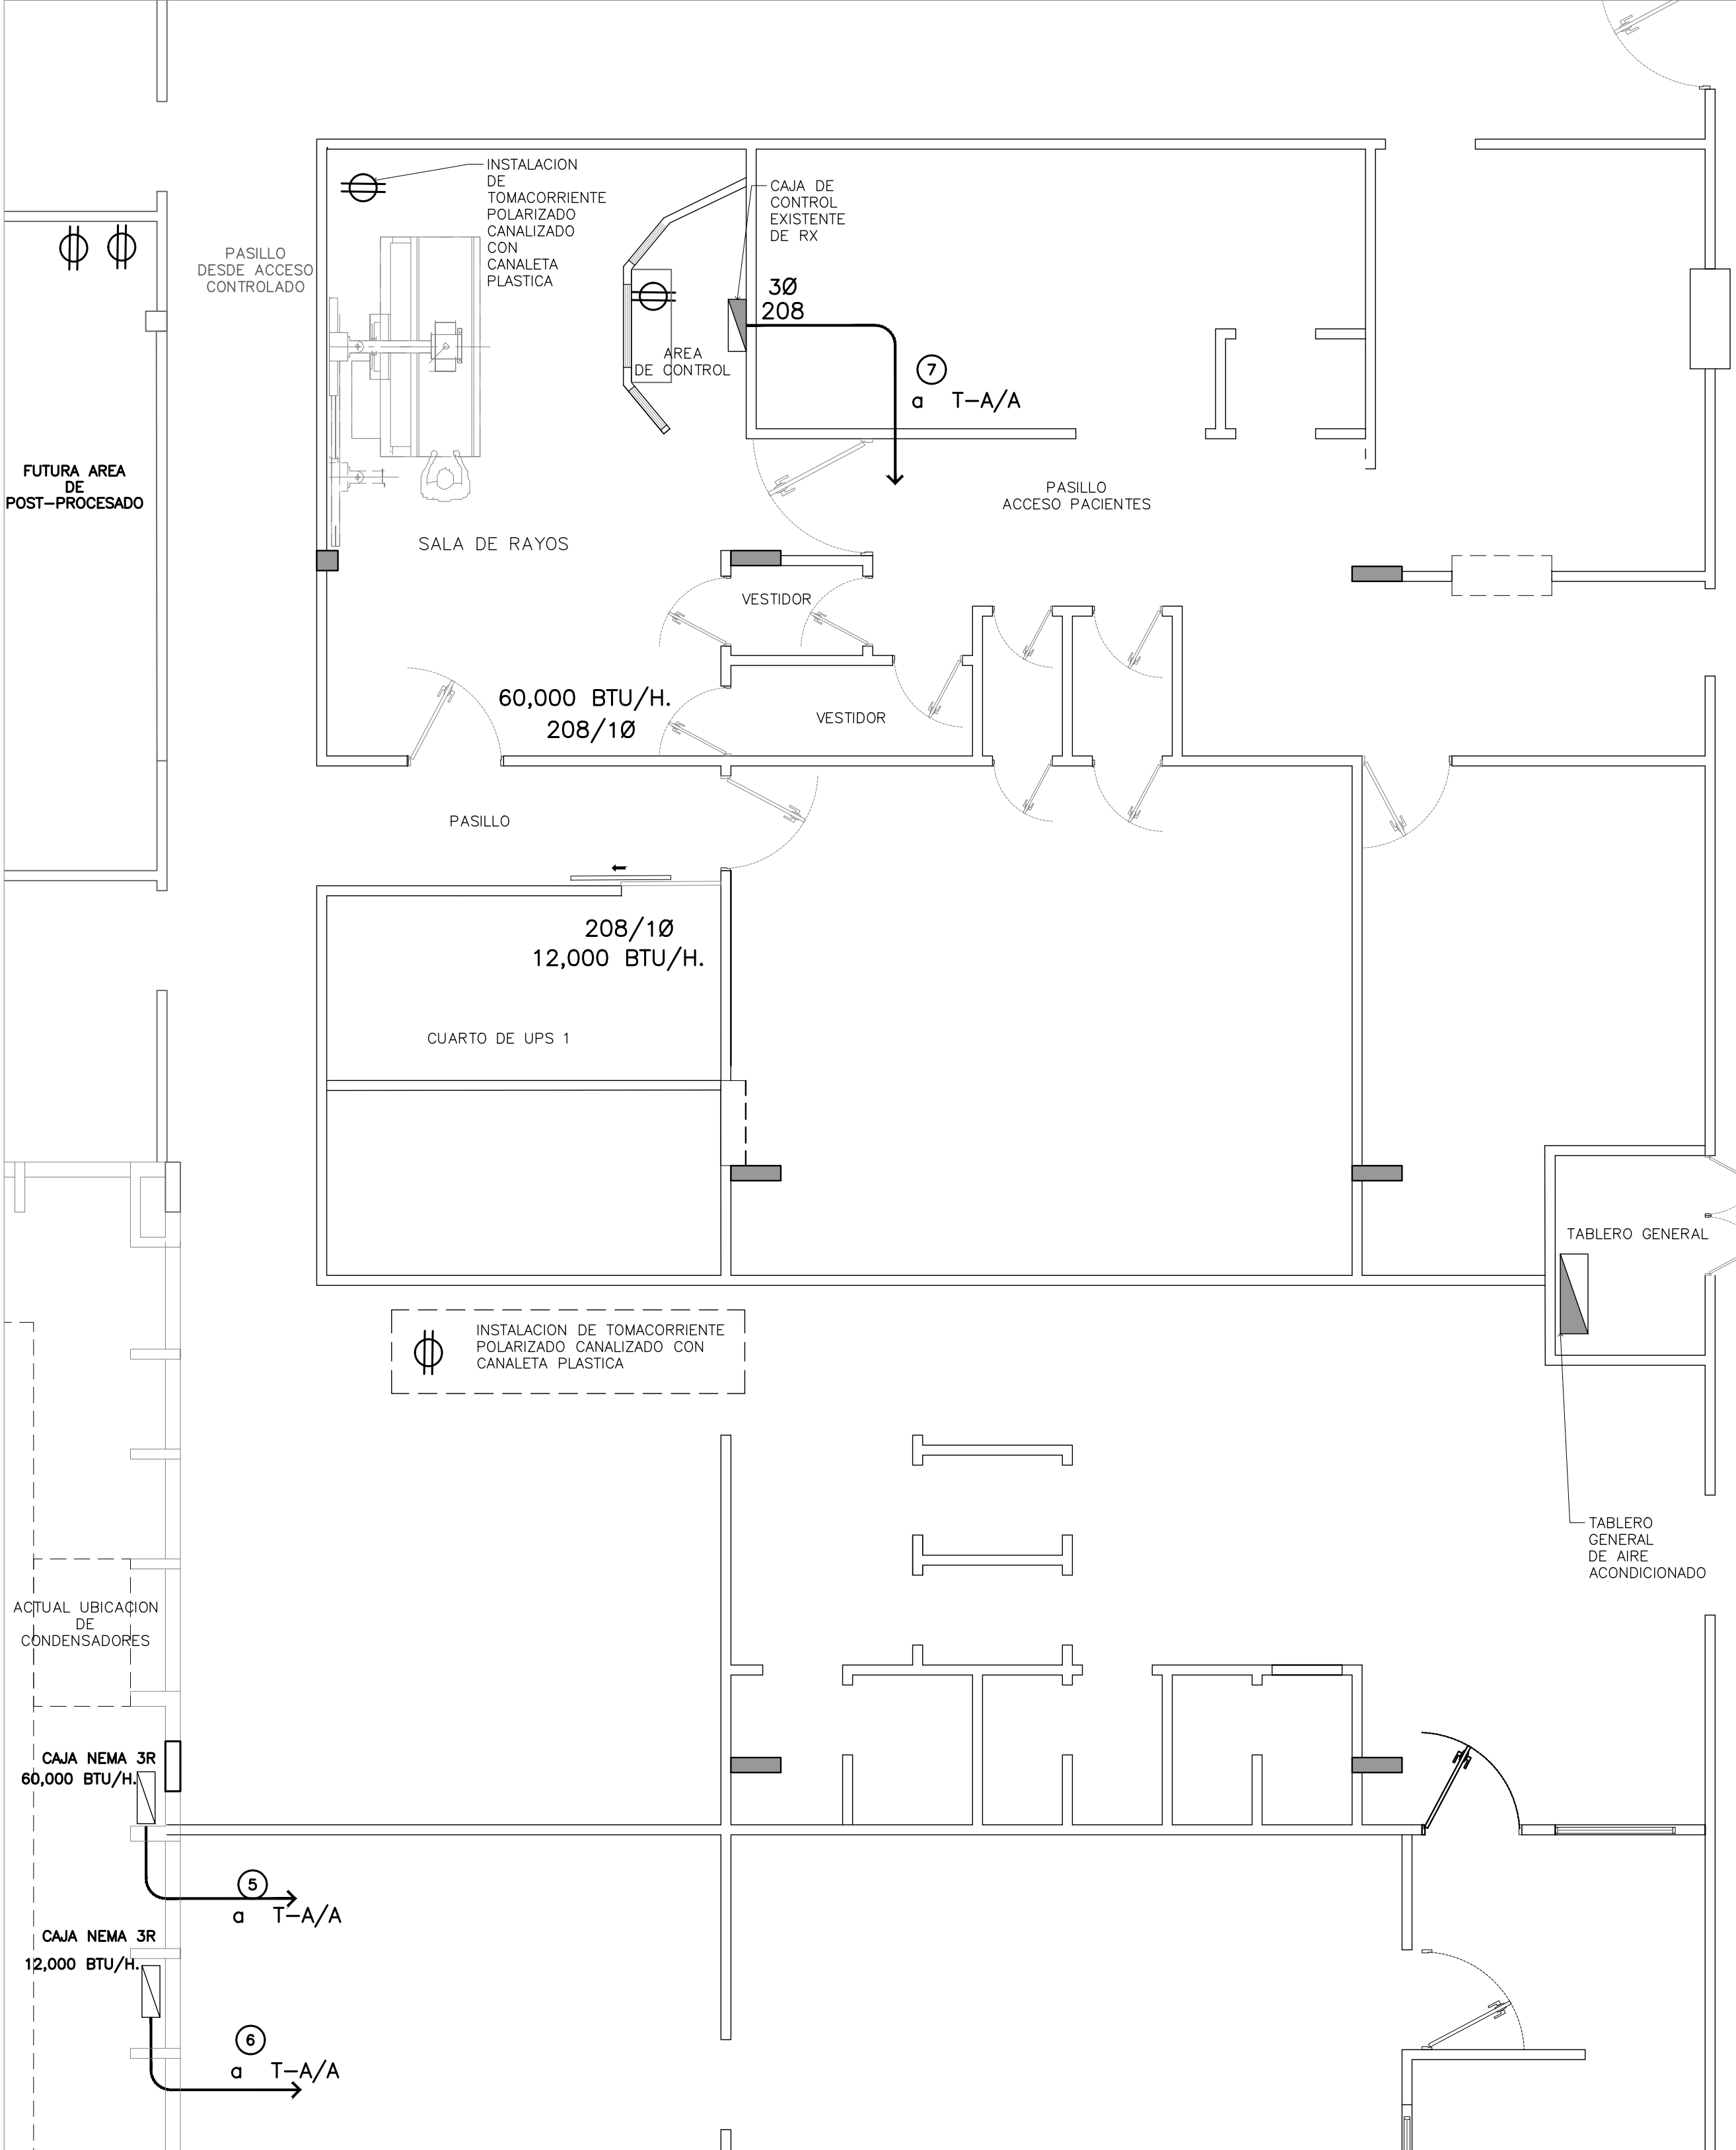 INSTALACION
DE
TOMACORRIENTE
POLARIZADO
CANALIZADO
CON
CANALETA
PLASTICA
CAJA DE
CONTROL
EXISTENTE
DE RX
PASILLO
DESDE ACCESO
CONTROLADO
3Ø
208
AREA
DE CONTROL
7
a T-A/A
FUTURA AREA
DE
POST-PROCESADO
PASILLO
ACCESO PACIENTES
SALA DE RAYOS
VESTIDOR
60,000 BTU/H.
208/1Ø
VESTIDOR
PASILLO
208/1Ø
12,000 BTU/H.
CUARTO DE UPS 1
TABLERO GENERAL
INSTALACION DE TOMACORRIENTE
POLARIZADO CANALIZADO CON
CANALETA PLASTICA
TABLERO
GENERAL
DE AIRE
ACONDICIONADO
ACTUAL UBICACION
DE
CONDENSADORES
CAJA NEMA 3R
60,000 BTU/H.
5
a T-A/A
CAJA NEMA 3R
12,000 BTU/H.
6
a T-A/A